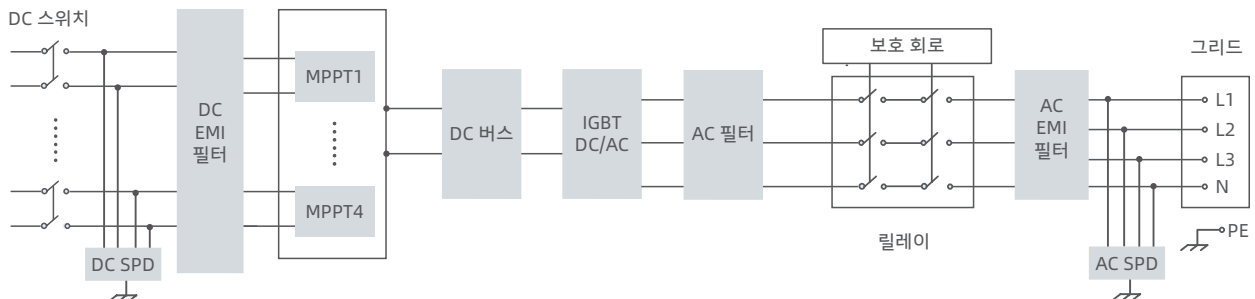 DC 스위치
DC
EMI
필터
DC SPD
MPPT1
MPPT4
DC 버스
IGBT
DC/AC
AC 필터
보호 회로
릴레이
AC
EMI
필터
AC SPD
그리드
L1
L2
L3
N
PE